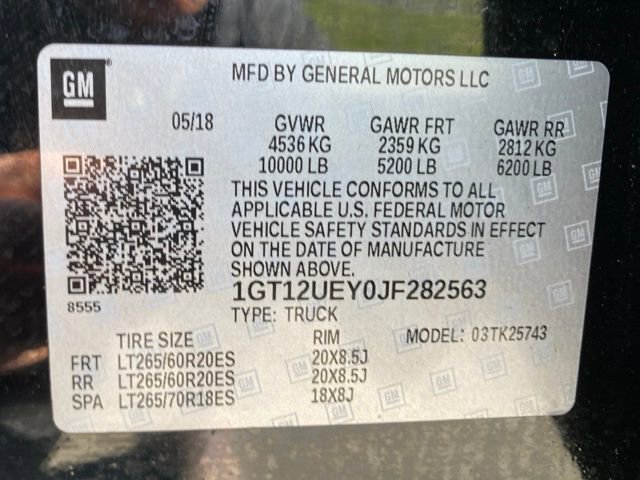 GM
MFD BY GENERAL MOTORS LLC
05/18 GVWR GAWR FRT GAWR RR
4536 KG 2359 KG 2812 KG
10000 LB 5200 LB 6200 LB
THIS VEHICLE CONFORMS TO ALL
APPLICABLE U.S. FEDERAL MOTOR
VEHICLE SAFETY STANDARDS IN EFFECT
ON THE DATE OF MANUFACTURE
SHOWN ABOVE.
8555
1GT12UEY0JF282563
TYPE: TRUCK
TIRE SIZE RIM MODEL: 03TK25743
FRT LT265/60R20ES 20X8.5J
RR LT265/60R20ES 20X8.5J
SPA LT265/70R18ES 18X8J